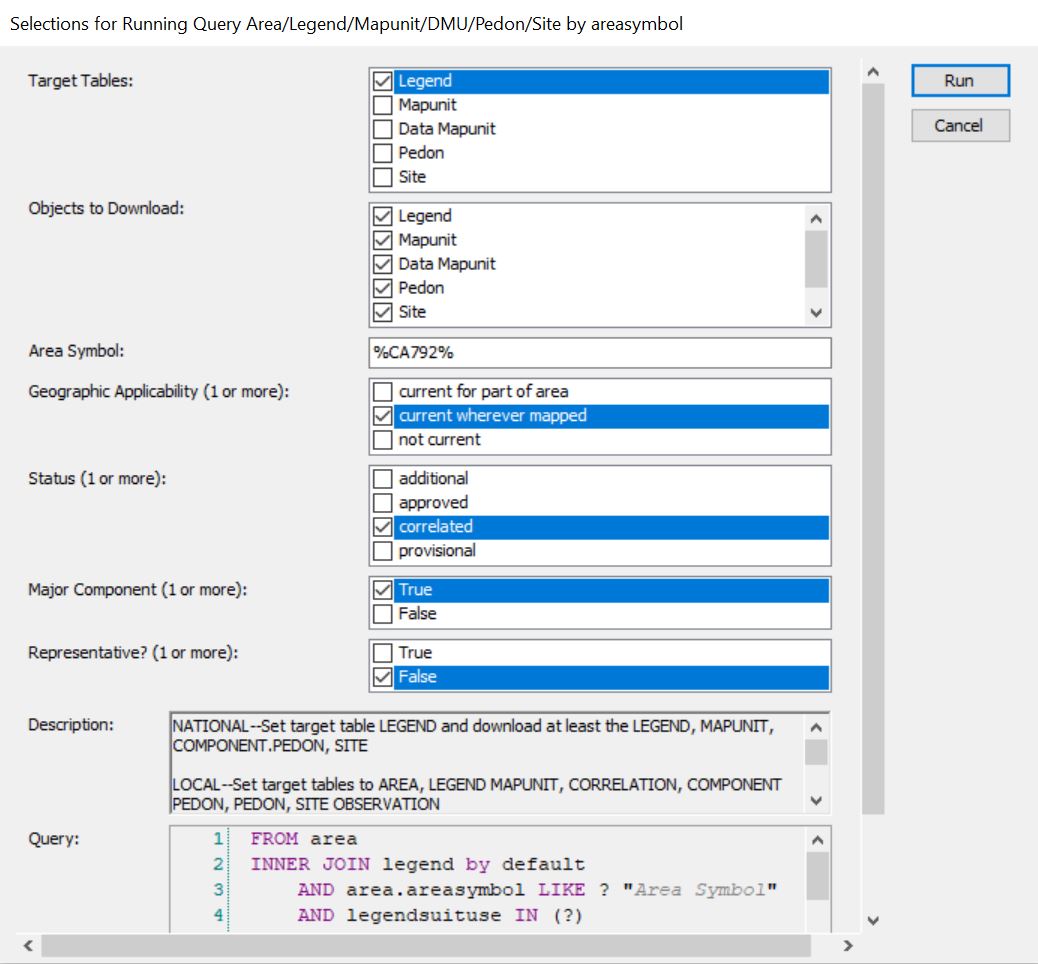 Selections for Running Query Area/Legend/Mapunit/DMU/Pedon/Site by areasymbol
Target Tables:
Legend
Mapunit
Data Mapunit
Pedon
Site
Run
Cancel
Objects to Download:
Legend
Mapunit
Data Mapunit
Pedon
Site
Area Symbol:
%CA792%
Geographic Applicability (1 or more):
current for part of area
current wherever mapped
not current
Status (1 or more):
additional
approved
correlated
provisional
Major Component (1 or more):
True
False
Representative? (1 or more):
True
False
Description:
NATIONAL--Set target table LEGEND and download at least the LEGEND, MAPUNIT,
COMPONENT.PEDON, SITE
LOCAL--Set target tables to AREA, LEGEND MAPUNIT, CORRELATION, COMPONENT
PEDON, PEDON, SITE OBSERVATION
Query:
1 FROM area
2 INNER JOIN legend by default
3 AND area.areasymbol LIKE ? "Area Symbol"
4 AND legendsuituse IN (?)